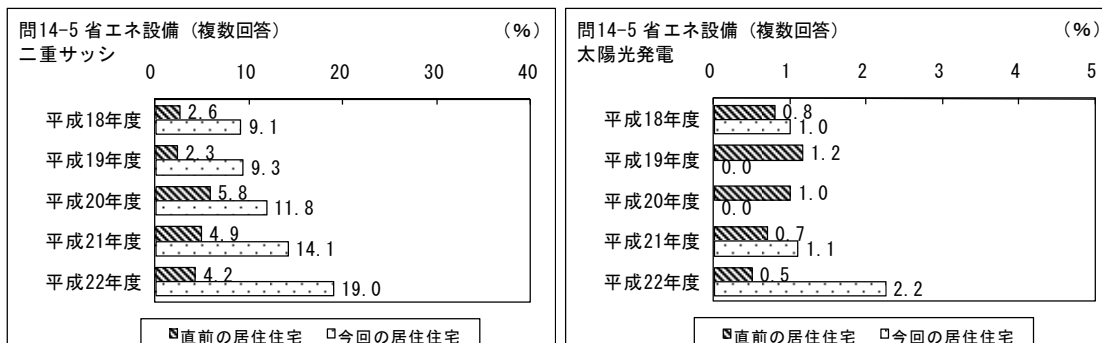 問14-5 省エネ設備（複数回答） （％）
二重サッシ
0 10 20 30 40
平成18年度 2.6 9.1
平成19年度 2.3 9.3
平成20年度 5.8 11.8
平成21年度 4.9 14.1
平成22年度 4.2 19.0
直前の居住住宅 今回の居住住宅
問14-5 省エネ設備（複数回答） （％）
太陽光発電
0 1 2 3 4 5
平成18年度 0.8 1.0
平成19年度 1.2 0.0
平成20年度 1.0 0.0
平成21年度 0.7 1.1
平成22年度 0.5 2.2
直前の居住住宅 今回の居住住宅